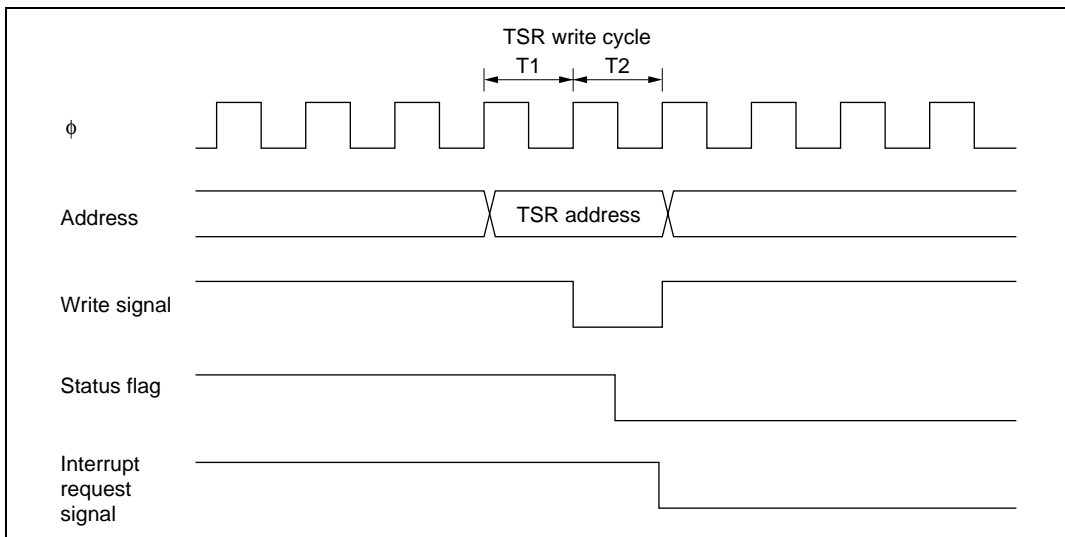 TSR write cycle
T1 T2
ϕ
Address TSR address
Write signal
Status flag
Interrupt
request
signal